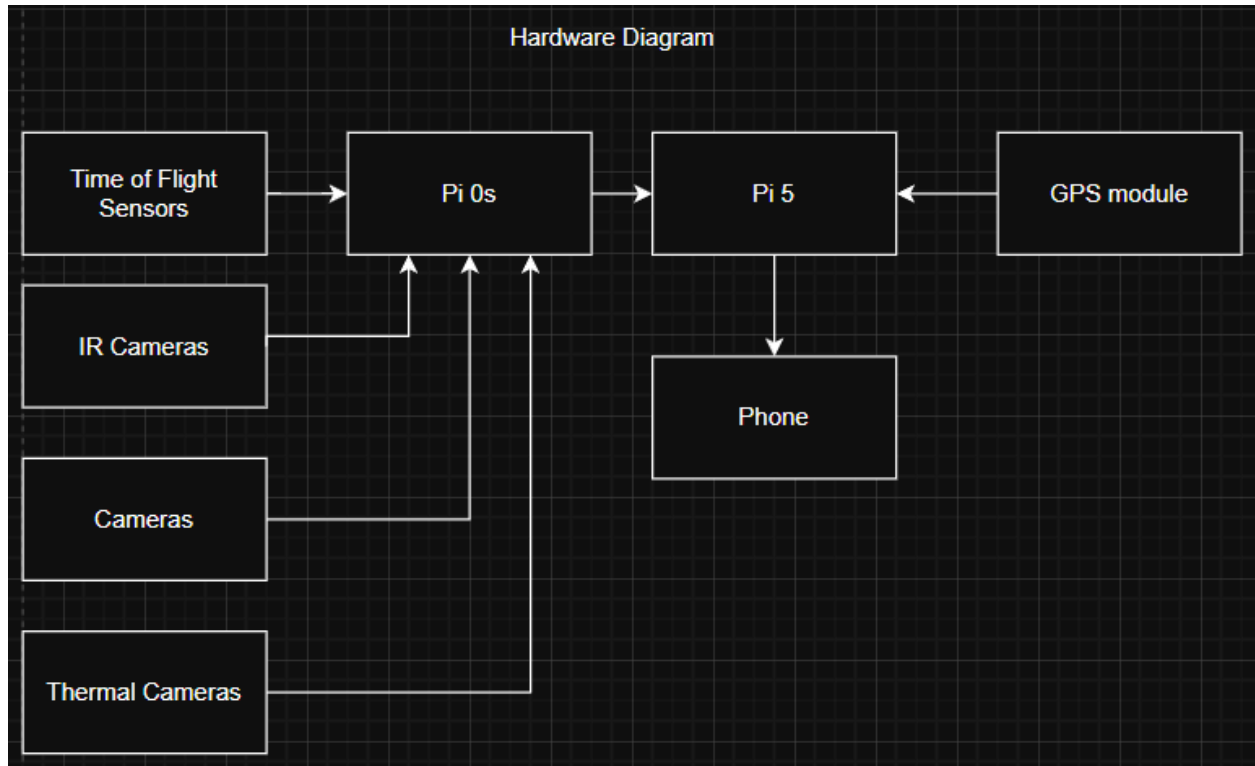 Hardware Diagram
Time of Flight
Sensors
Pi 0s
Pi 5
GPS module
IR Cameras
Phone
Cameras
Thermal Cameras